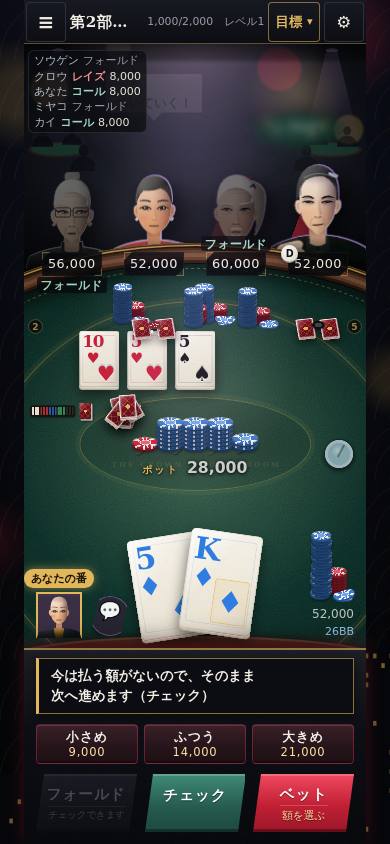 第2部...
1,000/2,000 レベル1
目標 ▾
ソウゲン フォールド
クロウ レイズ 8,000
あなた コール 8,000
ミヤコ フォールド
カイ コール 8,000
ていく！
フォールド
D
56,000
52,000
60,000
52,000
フォールド
2
5
10
5
5
ポット 28,000
5
K
あなたの番
52,000
26BB
今は払う額がないので、そのまま
次へ進めます（チェック）
小さめ
9,000
ふつう
14,000
大きめ
21,000
フォールド
チェックできます
チェック
ベット
額を選ぶ